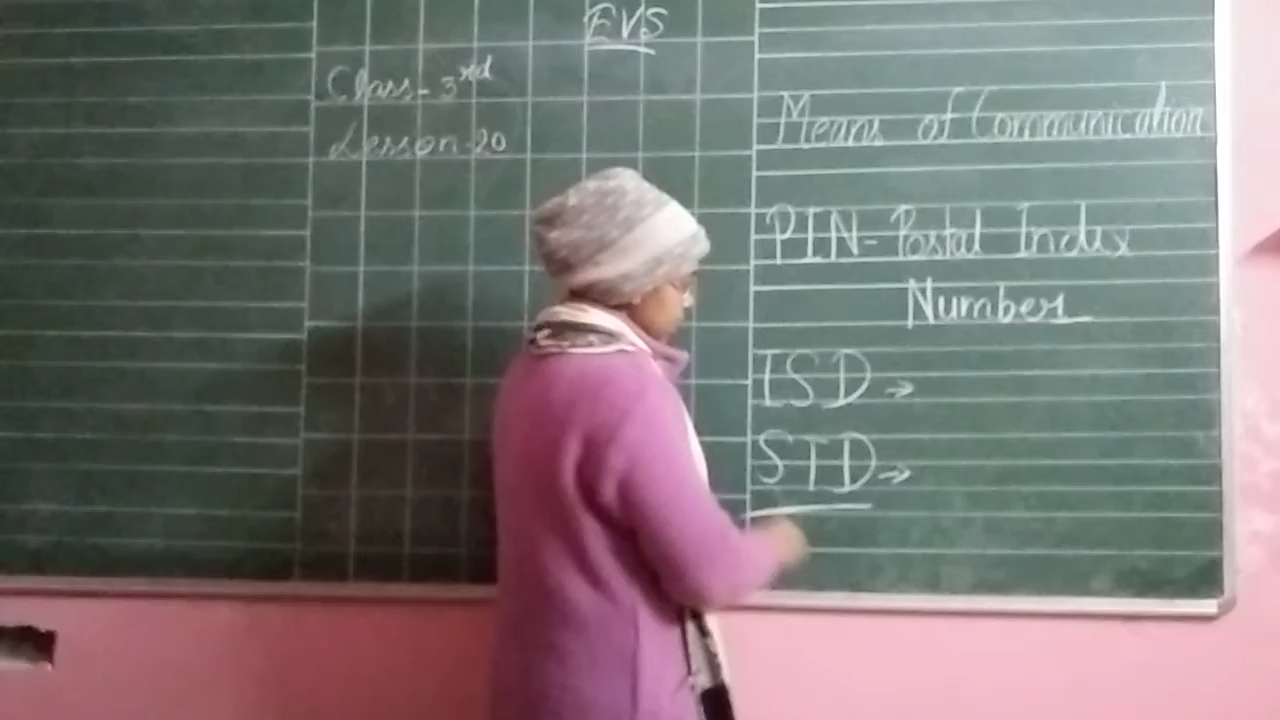 EVS
Class-3rd
Lesson-20
Means of Communication
PIN- Postal Index
Number
ISD →
STD →